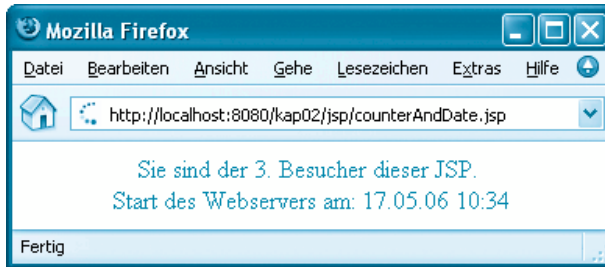 Mozilla Firefox
Datei Bearbeiten Ansicht Gehe Lesezeichen Extras Hilfe
http://localhost:8080/kap02/jsp/counterAndDate.jsp
Sie sind der 3. Besucher dieser JSP.
Start des Webservers am: 17.05.06 10:34
Fertig